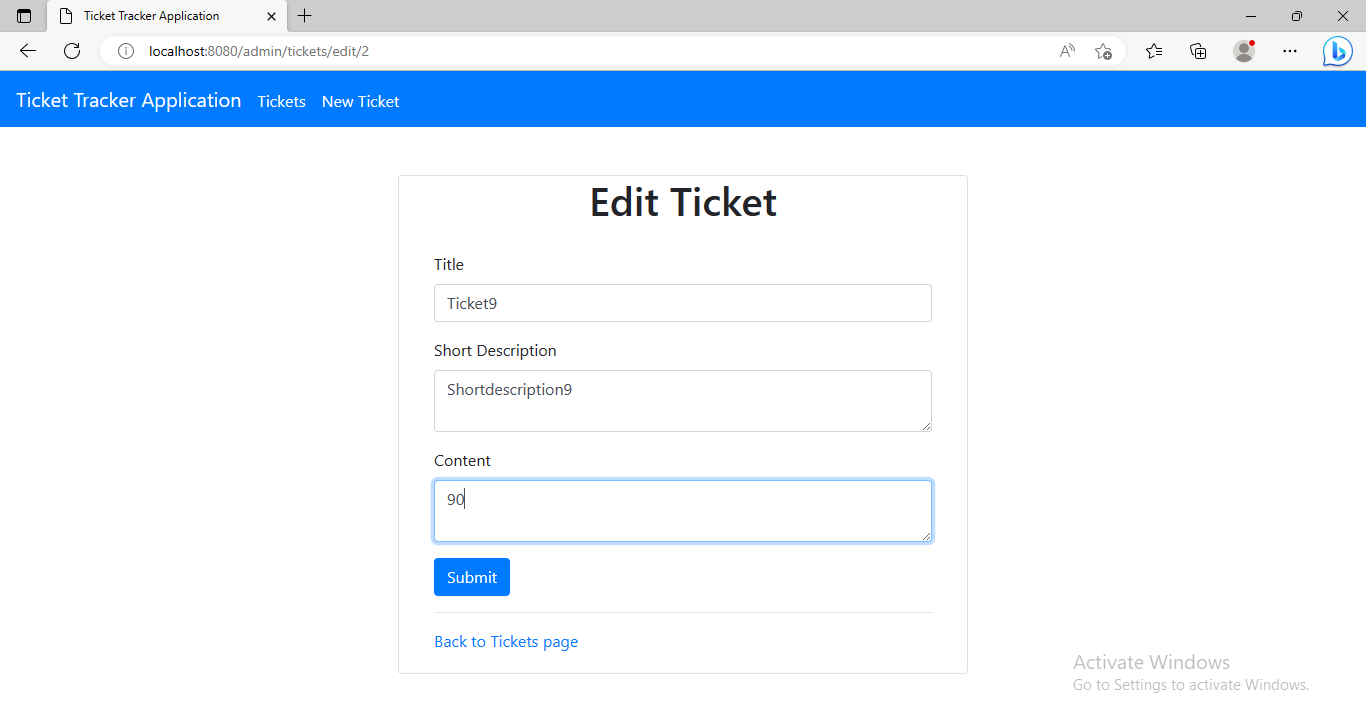 Ticket Tracker Application
localhost:8080/admin/tickets/edit/2
Ticket Tracker Application Tickets New Ticket
Edit Ticket
Title
Ticket9
Short Description
Shortdescription9
Content
90
Submit
Back to Tickets page
Activate Windows
Go to Settings to activate Windows.